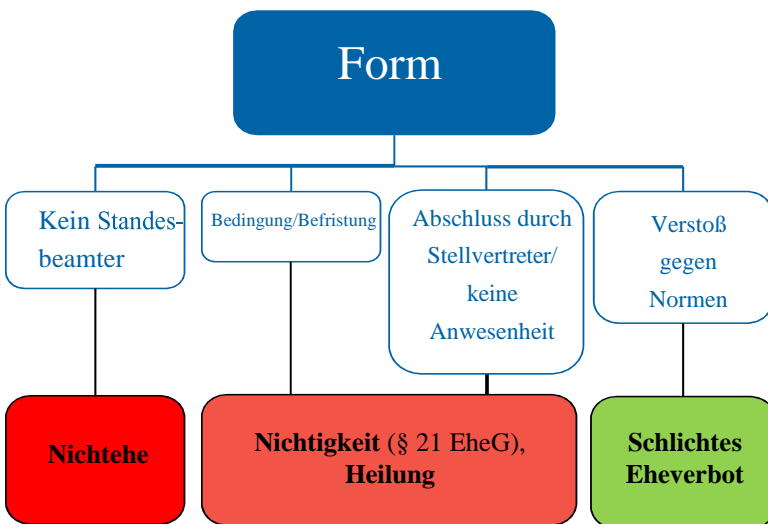 Form
Kein Standes-
beamter
Bedingung/Befristung
Abschluss durch
Stellvertreter/
keine
Anwesenheit
Verstoß
gegen
Normen
Nichtehe
Nichtigkeit (§ 21 EheG),
Heilung
Schlichtes
Eheverbot